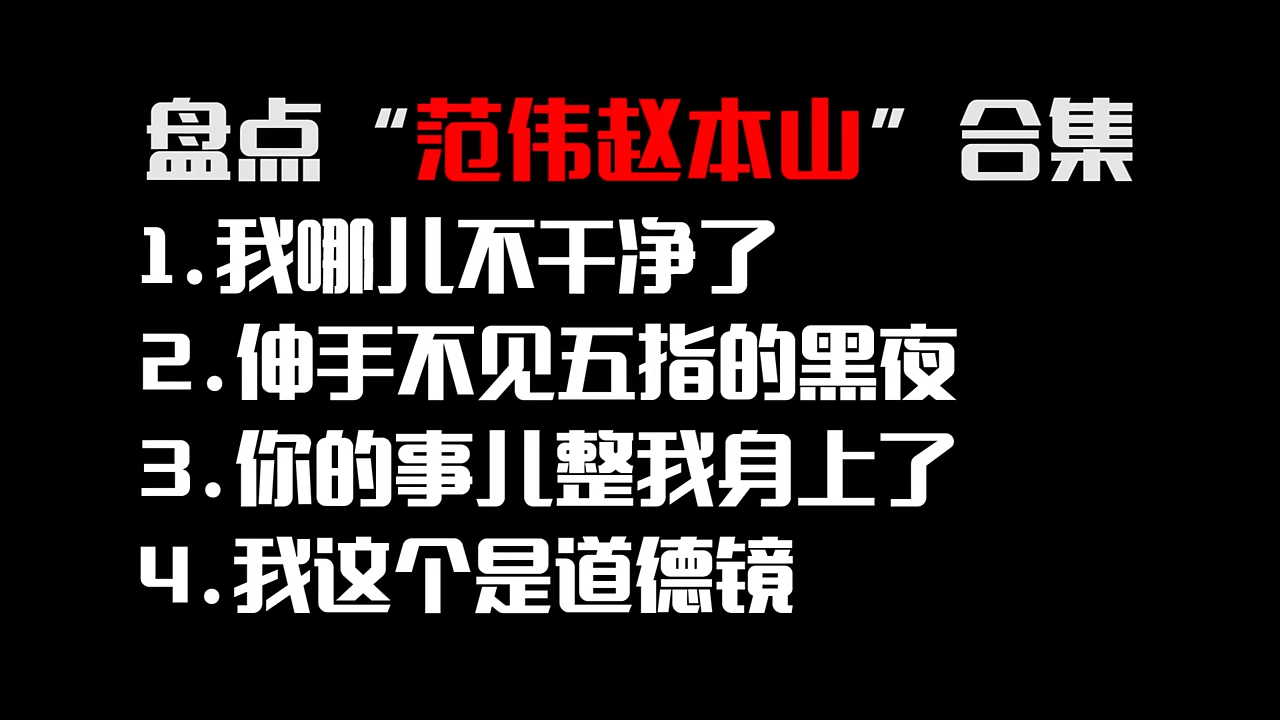 盘点“范伟赵本山”合集
1.我哪儿不干净了
2.伸手不见五指的黑夜
3.你的事儿整我身上了
4.我这个是道德镜